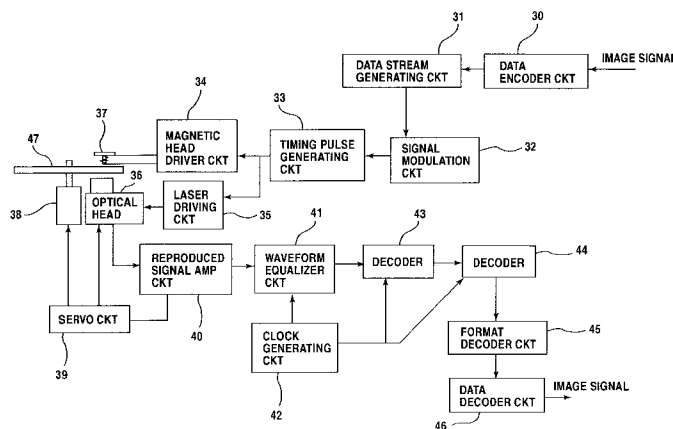 31
30
IMAGE SIGNAL
DATA STREAM
GENERATING CKT
DATA
ENCODER CKT
34
33
37
MAGNETIC
HEAD
DRIVER CKT
TIMING PULSE
GENERATING
CKT
SIGNAL
MODULATION
CKT
32
47
36
38
OPTICAL
HEAD
LASER
DRIVING
CKT
35
41
43
44
REPRODUCED
SIGNAL AMP
CKT
WAVEFORM
EQUALIZER
CKT
DECODER
DECODER
40
SERVO CKT
39
CLOCK
GENERATING
CKT
42
FORMAT
DECODER CKT
45
DATA
DECODER CKT
IMAGE SIGNAL
46